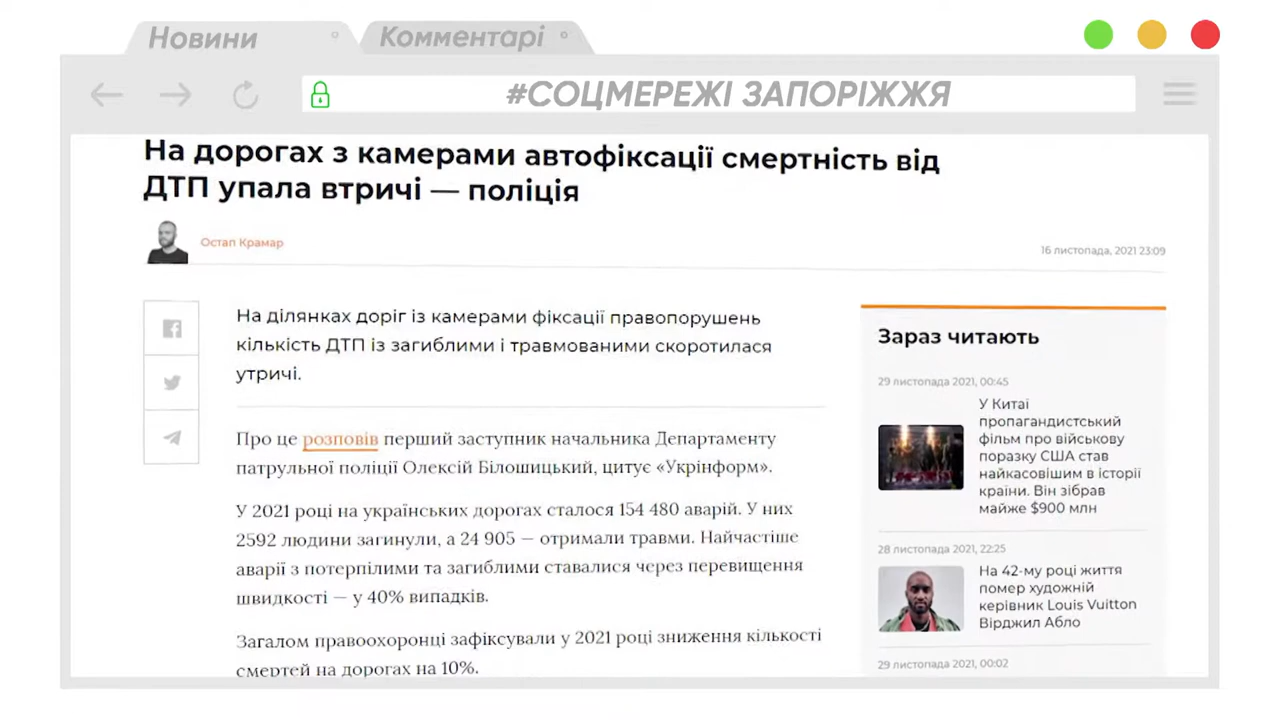 Новини
Комментарі
#СОЦМЕРЕЖІ ЗАПОРІЖЖЯ
На дорогах з камерами автофіксації смертність від
ДТП упала втричі — поліція
Остап Крамар
16 листопада, 2021 23:09
На ділянках доріг із камерами фіксації правопорушень
кількість ДТП із загиблими і травмованими скоротилася
утричі.
Про це розповів перший заступник начальника Департаменту
патрульної поліції Олексій Білошицький, цитує «Укрінформ».
У 2021 році на українських дорогах сталося 154 480 аварій. У них
2592 людини загинули, а 24 905 — отримали травми. Найчастіше
аварії з потерпілими та загиблими ставалися через перевищення
швидкості — у 40% випадків.
Загалом правоохоронці зафіксували у 2021 році зниження кількості
смертей на дорогах на 10%.
Зараз читають
29 листопада 2021, 00:45
У Китаї
пропагандистський
фільм про військову
поразку США став
найкасовішим в історії
країни. Він зібрав
майже $900 млн
28 листопада 2021, 22:25
На 42-му році життя
помер художній
керівник Louis Vuitton
Вірджил Абло
29 листопада 2021, 00:02